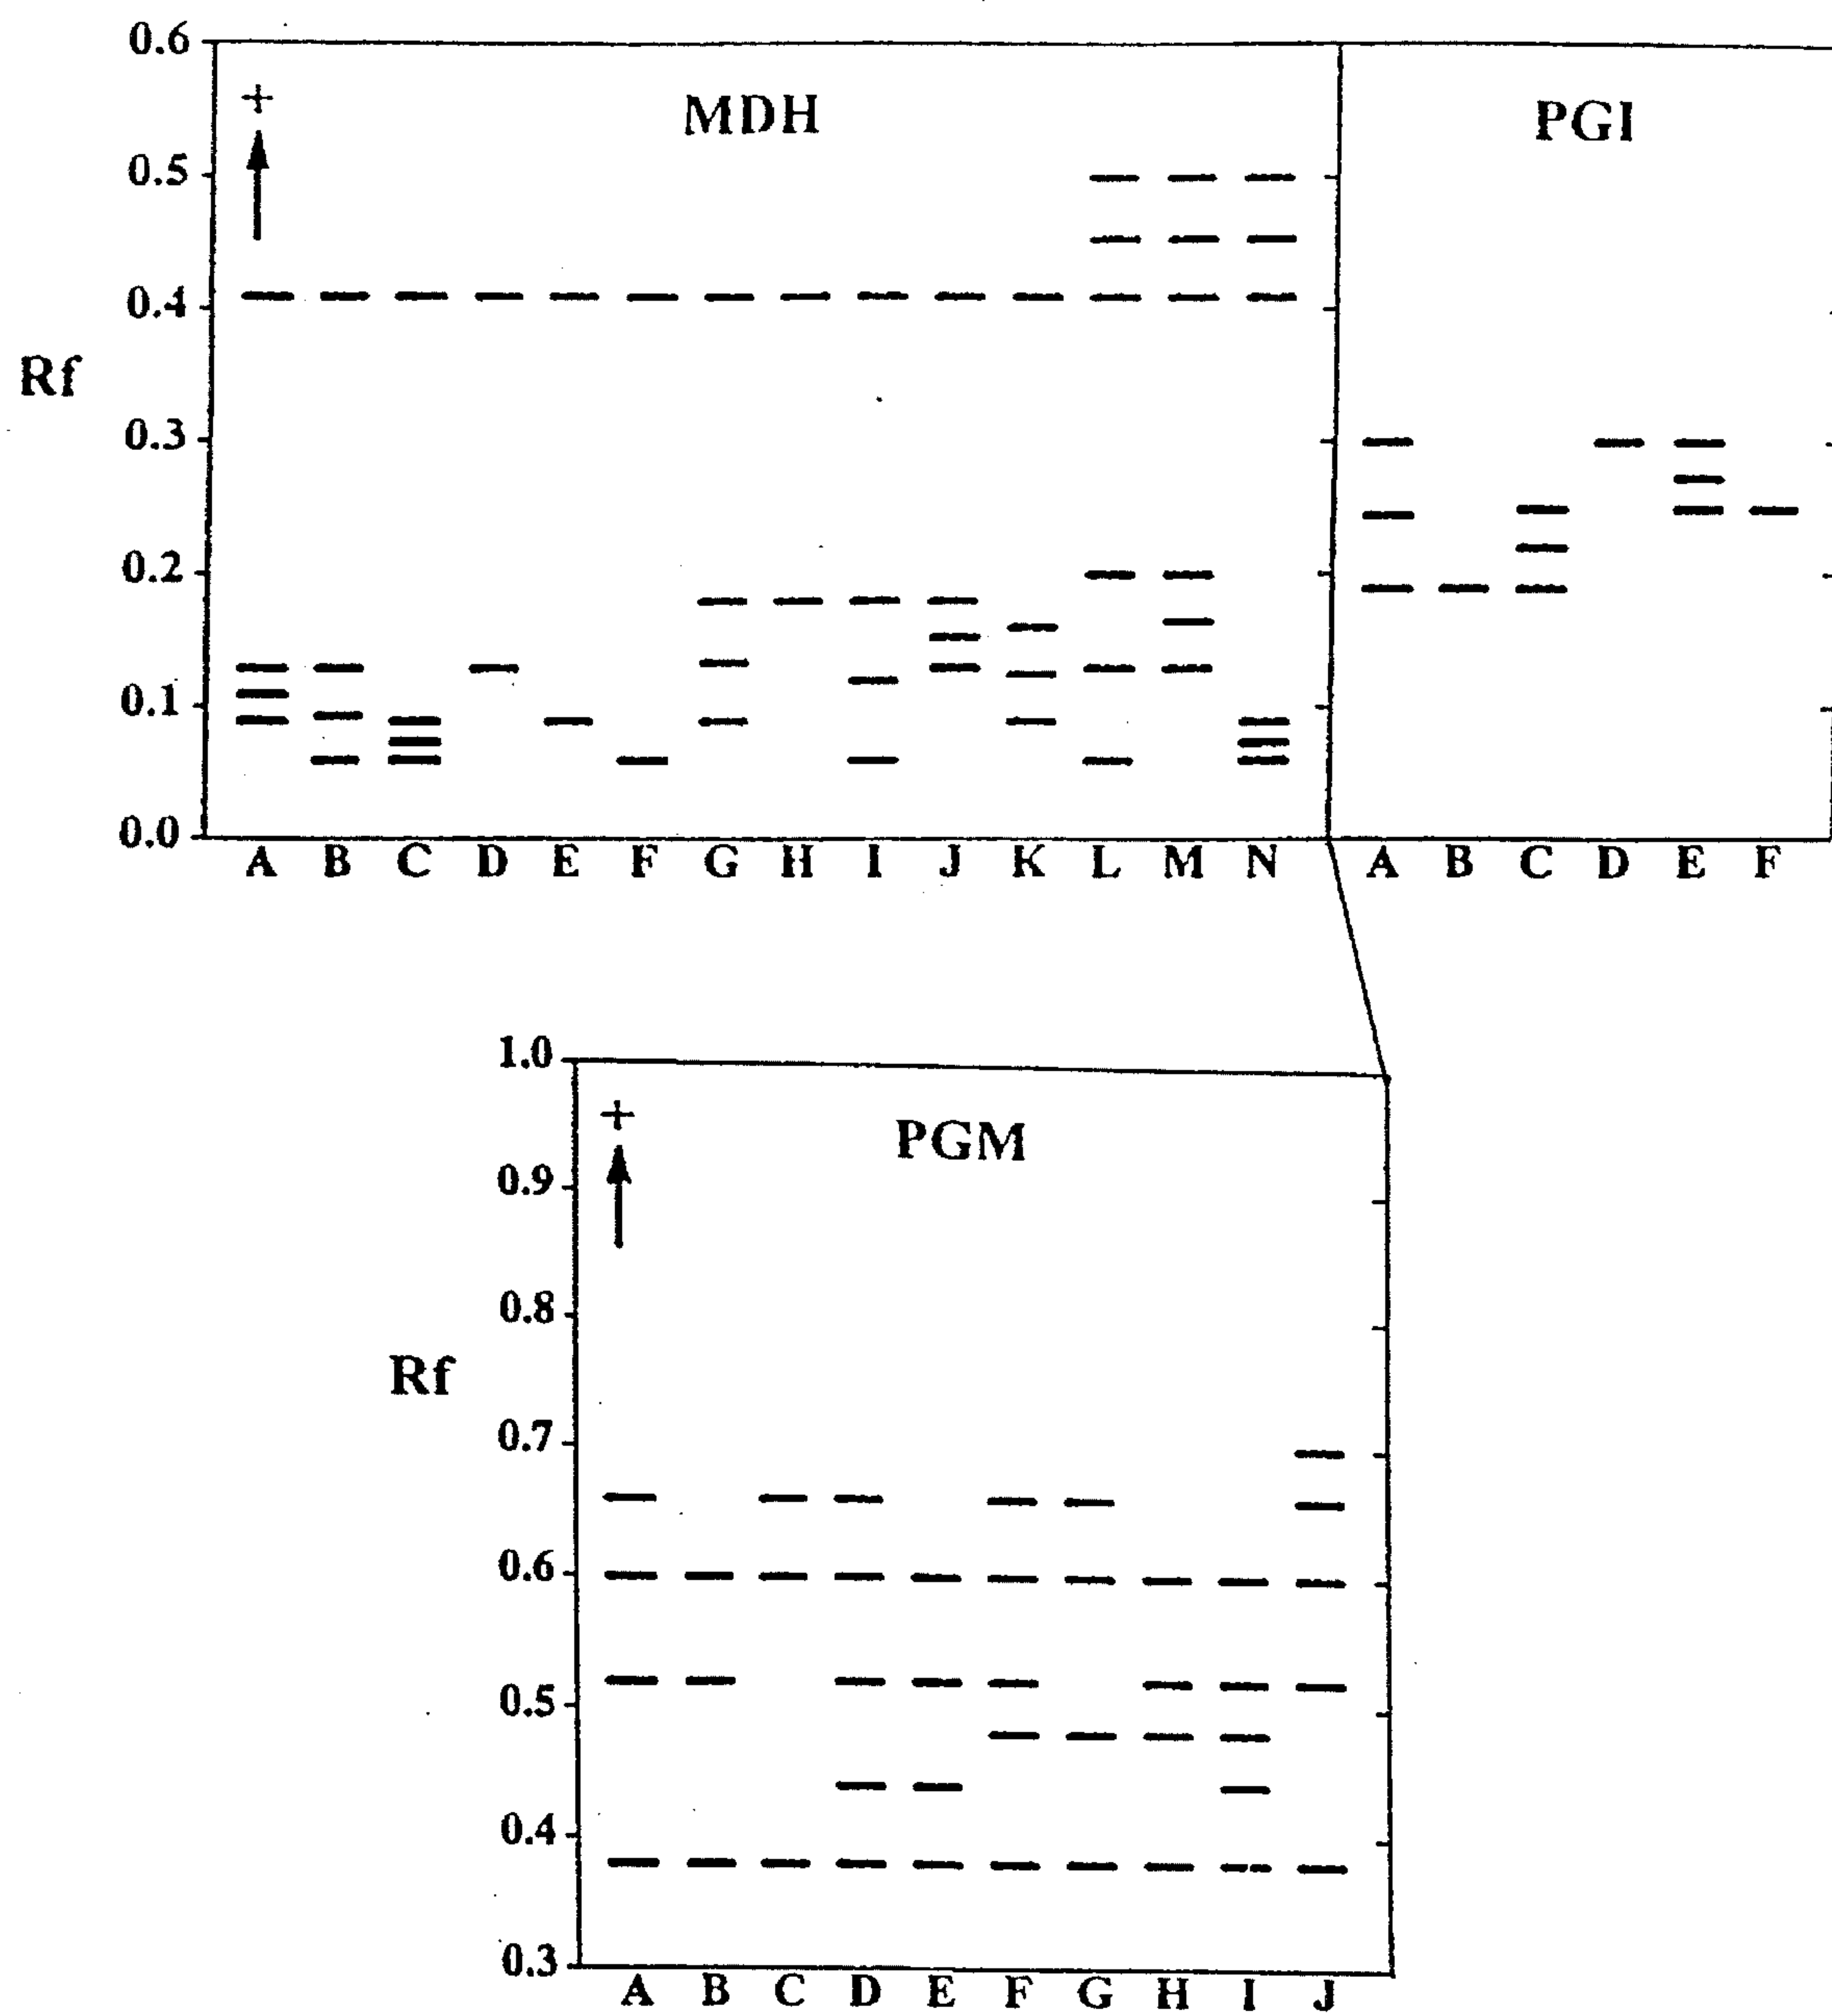 0.6
+
MDH
PGI
0.5
0.4
Rf
0.3
0.2
0.1
0.0
A B C D E F G H I J K L M N A B C D E F
1.0
+
PGM
0.9
0.8
Rf
0.7
0.6
0.5
0.4
0.3
A B C D E F G H I J